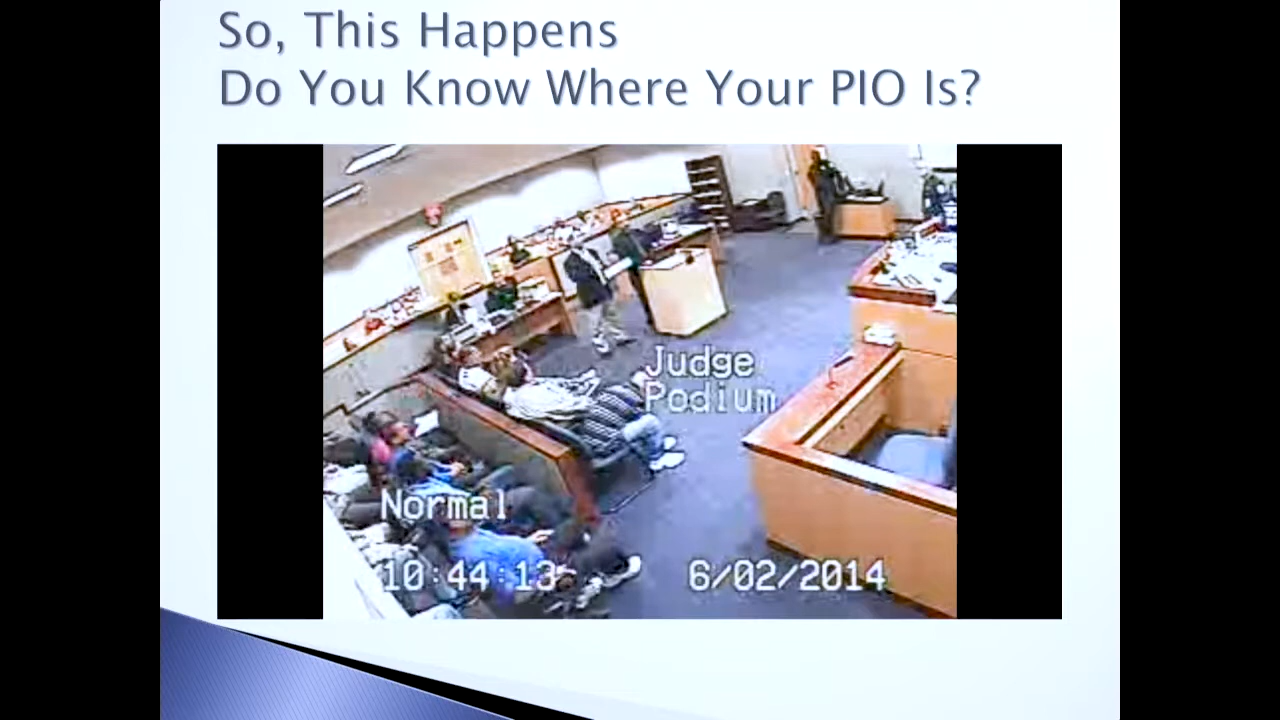 So, This Happens
Do You Know Where Your PIO Is?
Judge
Podium
Normal
10:44:13
6/02/2014